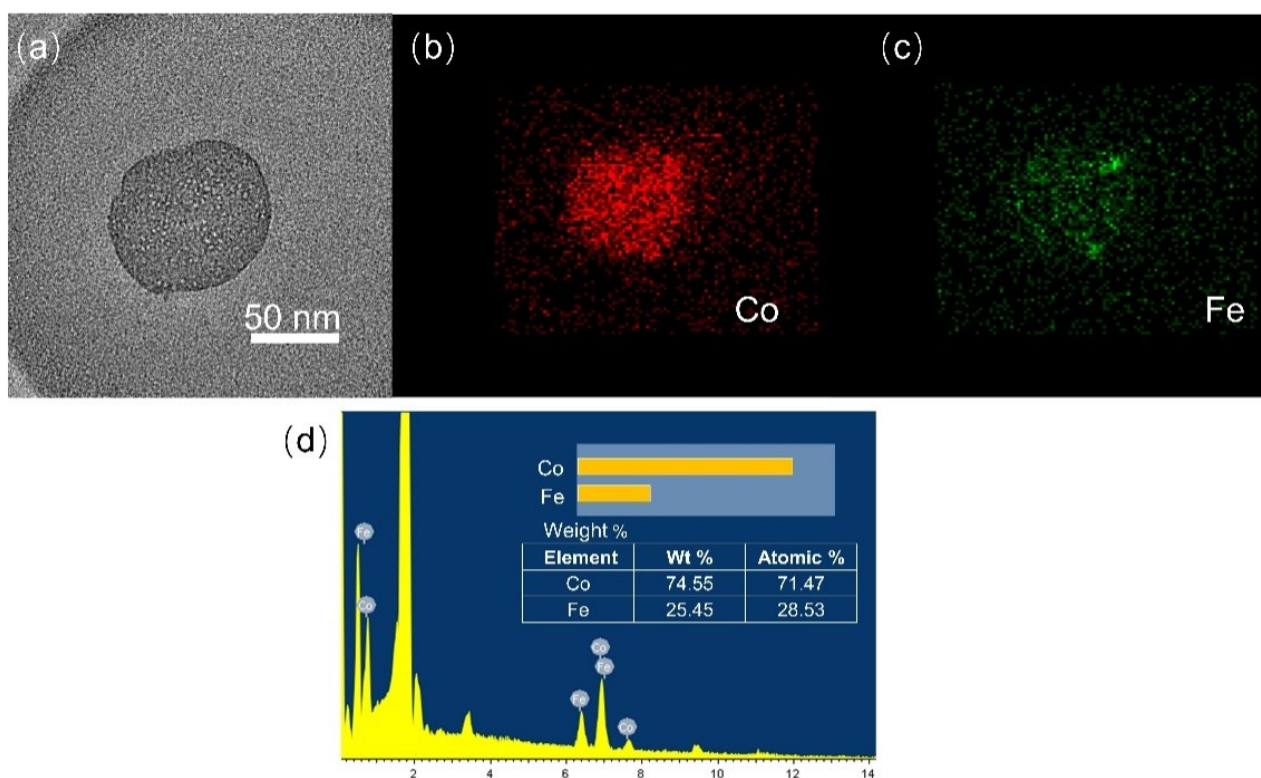 (a)
50 nm
(b)
Co
(c)
Fe
(d)
Co
Fe
Weight %
Element Wt % Atomic %
Co 74.55 71.47
Fe 25.45 28.53
Fe
Co
Co
Fe
Fe
Co
2 4 6 8 10 12 14